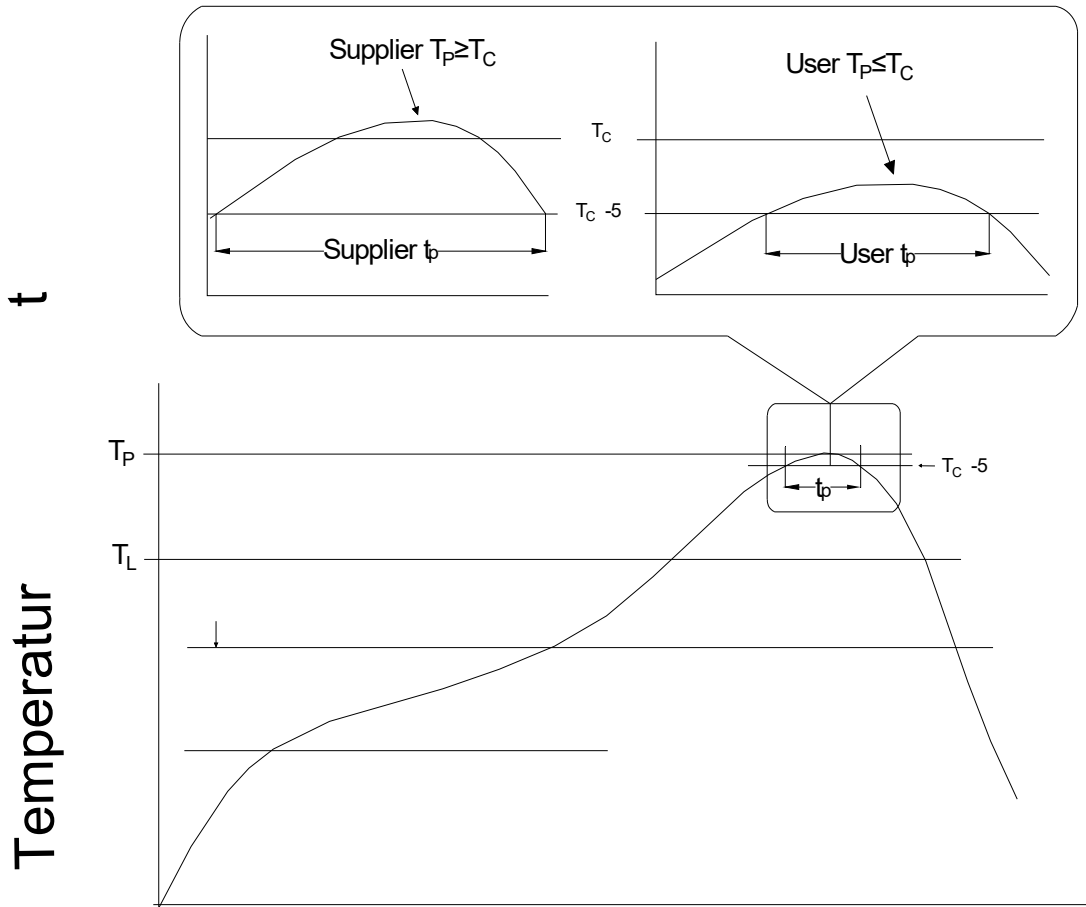 Supplier T_P≥T_C
User T_P≤T_C
T_C
T_C -5
Supplier t_p
User t_p
t
T_P
T_C -5
t_p
T_L
Temperatur